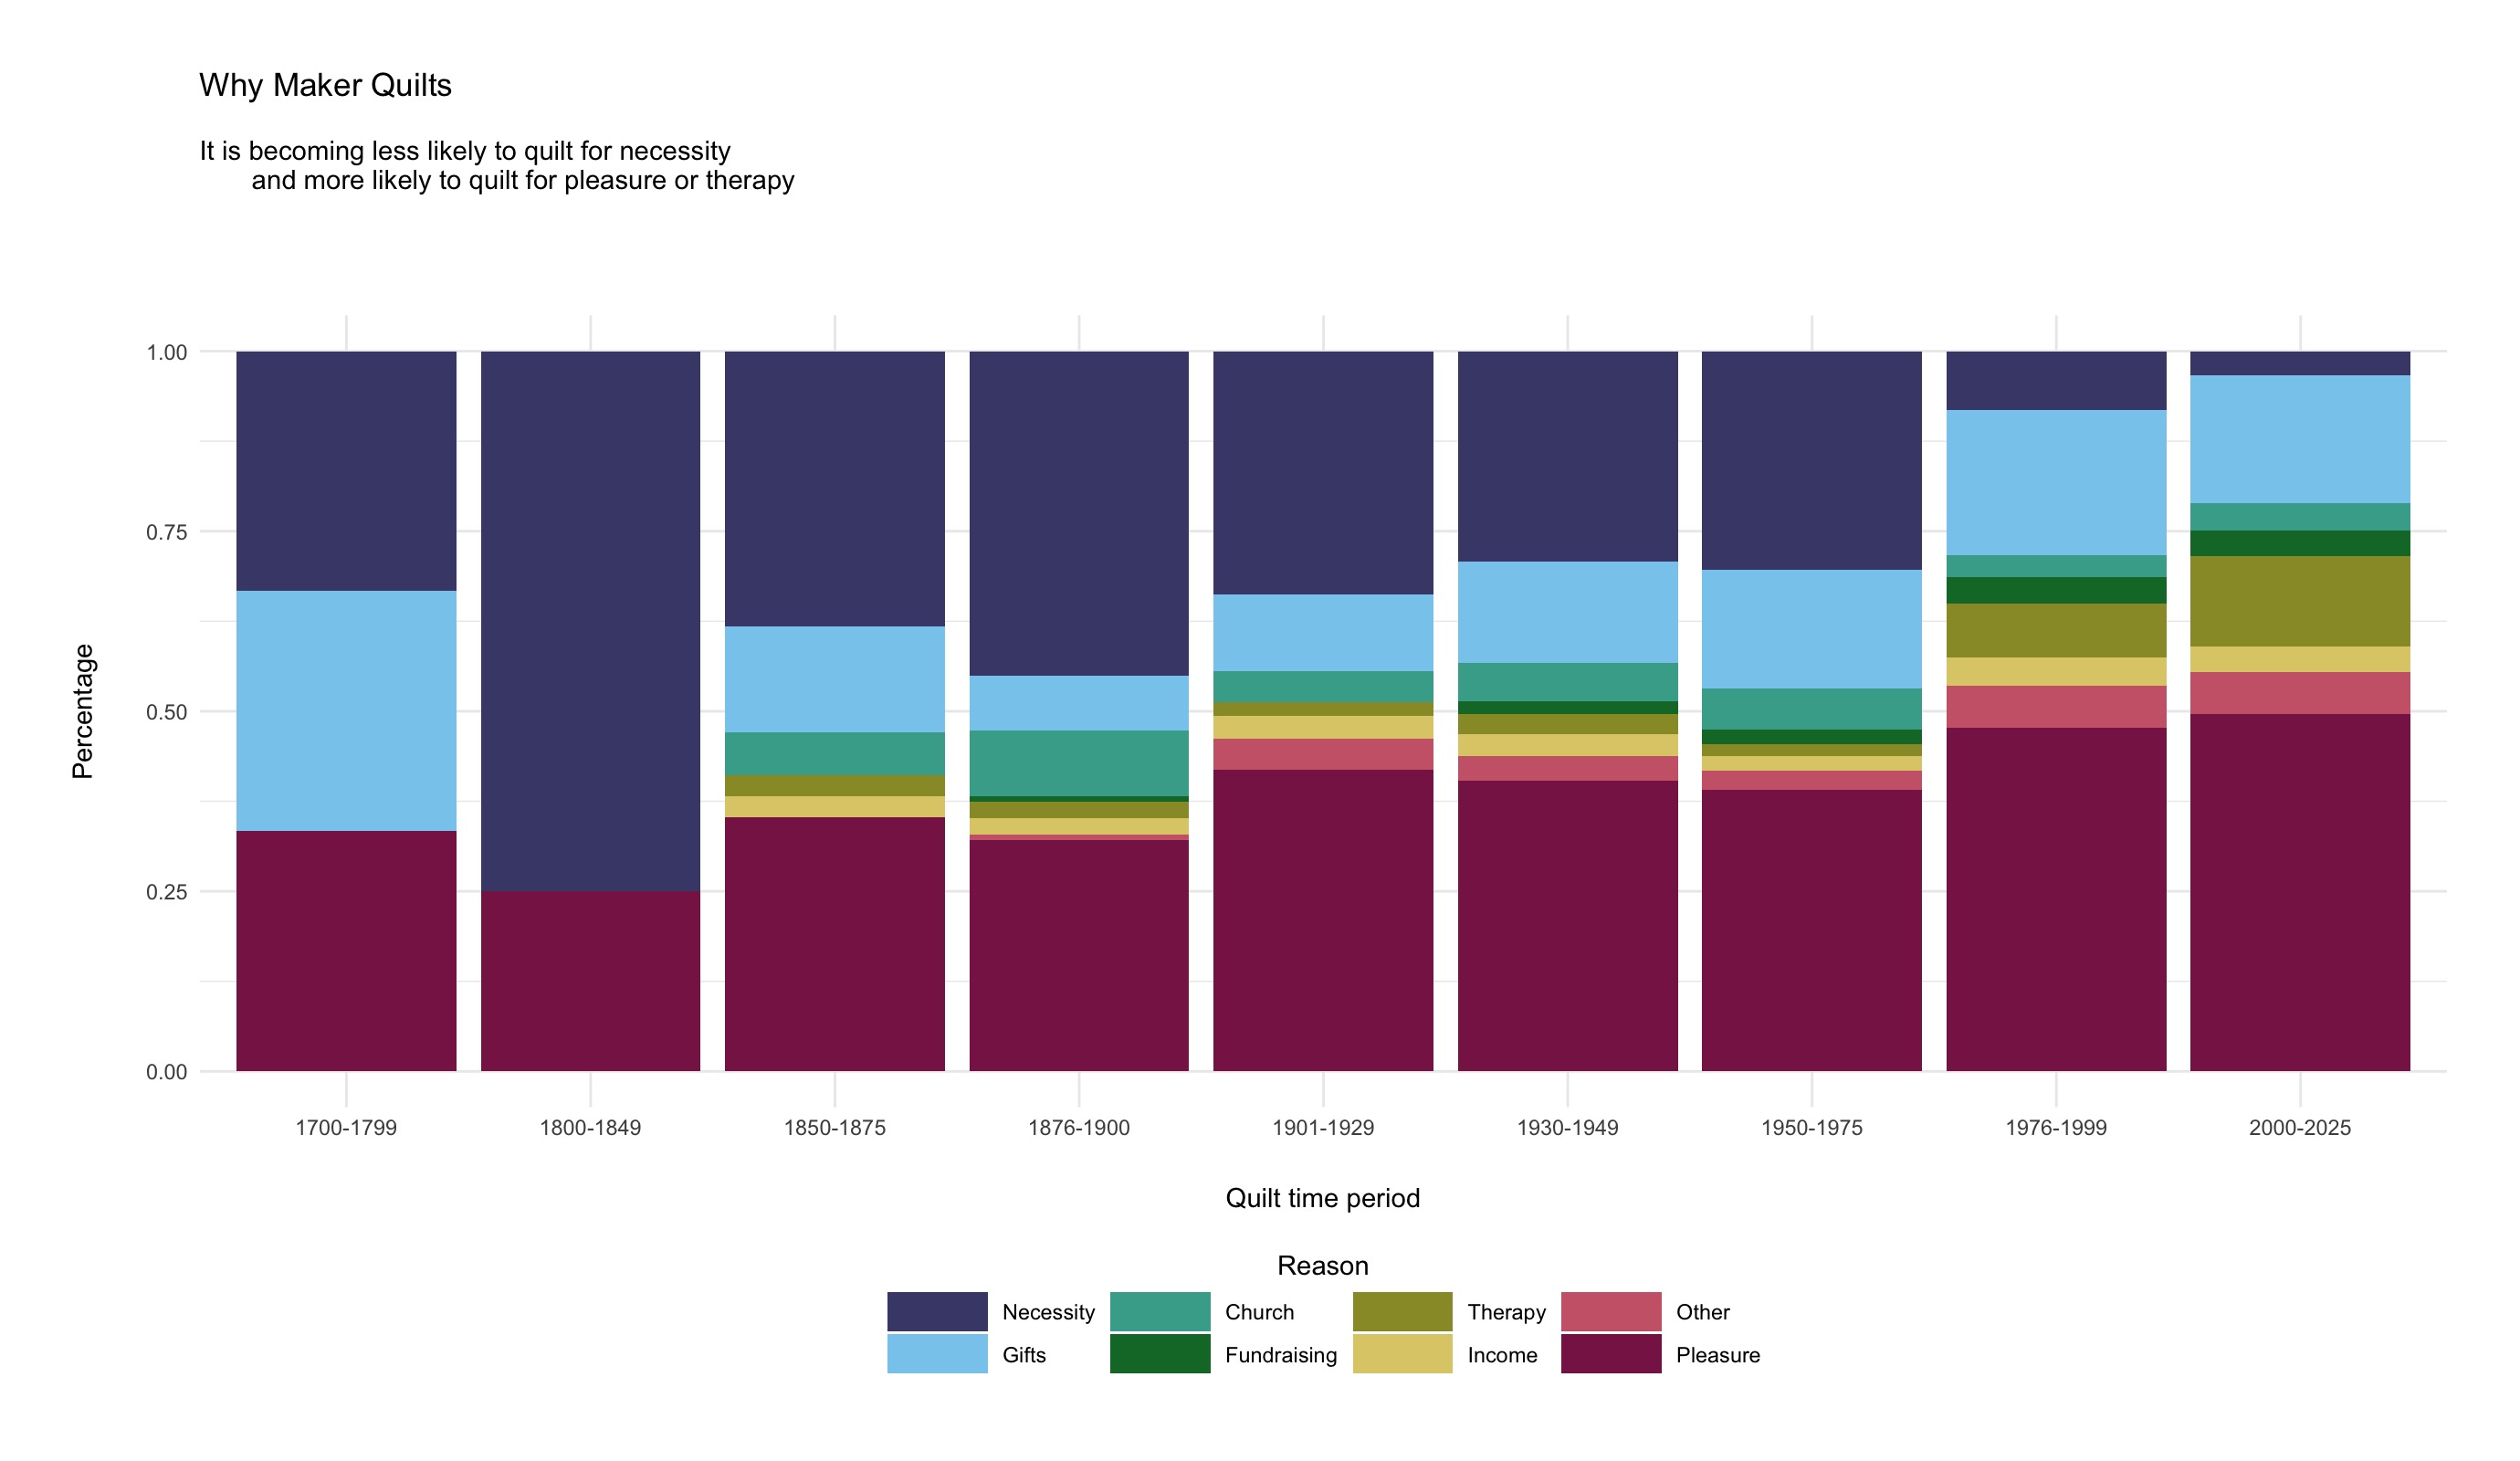 Why Maker Quilts
It is becoming less likely to quilt for necessity
and more likely to quilt for pleasure or therapy
Percentage
1.00
0.75
0.50
0.25
0.00
1700-1799 1800-1849 1850-1875 1876-1900 1901-1929 1930-1949 1950-1975 1976-1999 2000-2025
Quilt time period
Reason
Necessity Church Therapy Other
Gifts Fundraising Income Pleasure